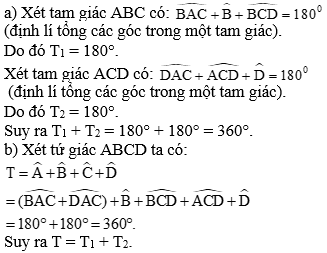 a) Xét tam giác ABC có: \widehat{BAC}+\widehat{B}+\widehat{BCD}=180⁰
(định lí tổng các góc trong một tam giác).
Do đó T₁ = 180°.
Xét tam giác ACD có: \widehat{DAC}+\widehat{ACD}+\widehat{D}=180⁰
(định lí tổng các góc trong một tam giác).
Do đó T₂ = 180°.
Suy ra T₁ + T₂ = 180° + 180° = 360°.
b) Xét tứ giác ABCD ta có:
T=\widehat{A}+\widehat{B}+\widehat{C}+\widehat{D}
=(\widehat{BAC}+\widehat{DAC})+\widehat{B}+\widehat{BCD}+\widehat{ACD}+\widehat{D}
=180°+180°=360°.
Suy ra T = T₁ + T₂.